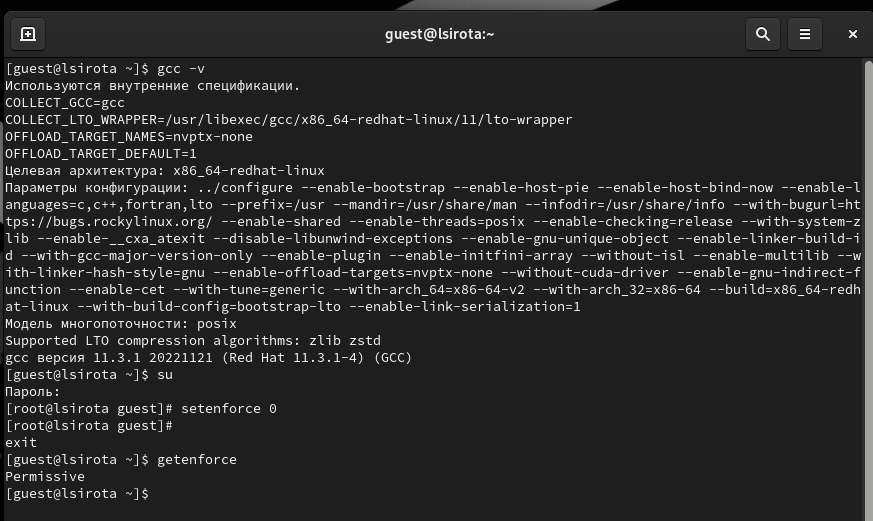 guest@lsirota:~
[guest@lsirota ~]$ gcc -v
Используются внутренние спецификации.
COLLECT_GCC=gcc
COLLECT_LTO_WRAPPER=/usr/libexec/gcc/x86_64-redhat-linux/11/lto-wrapper
OFFLOAD_TARGET_NAMES=nvptx-none
OFFLOAD_TARGET_DEFAULT=1
Целевая архитектура: x86_64-redhat-linux
Параметры конфигурации: ../configure --enable-bootstrap --enable-host-pie --enable-host-bind-now --enable-l
anguages=c,c++,fortran,lto --prefix=/usr --mandir=/usr/share/man --infodir=/usr/share/info --with-bugurl=ht
tps://bugs.rockylinux.org/ --enable-shared --enable-threads=posix --enable-checking=release --with-system-z
lib --enable-__cxa_atexit --disable-libunwind-exceptions --enable-gnu-unique-object --enable-linker-build-i
d --with-gcc-major-version-only --enable-plugin --enable-initfini-array --without-isl --enable-multilib --w
ith-linker-hash-style=gnu --enable-offload-targets=nvptx-none --without-cuda-driver --enable-gnu-indirect-f
unction --enable-cet --with-tune=generic --with-arch_64=x86-64-v2 --with-arch_32=x86-64 --build=x86_64-redh
at-linux --with-build-config=bootstrap-lto --enable-link-serialization=1
Модель многопоточности: posix
Supported LTO compression algorithms: zlib zstd
gcc версия 11.3.1 20221121 (Red Hat 11.3.1-4) (GCC)
[guest@lsirota ~]$ su
Пароль:
[root@lsirota guest]# setenforce 0
[root@lsirota guest]#
exit
[guest@lsirota ~]$ getenforce
Permissive
[guest@lsirota ~]$